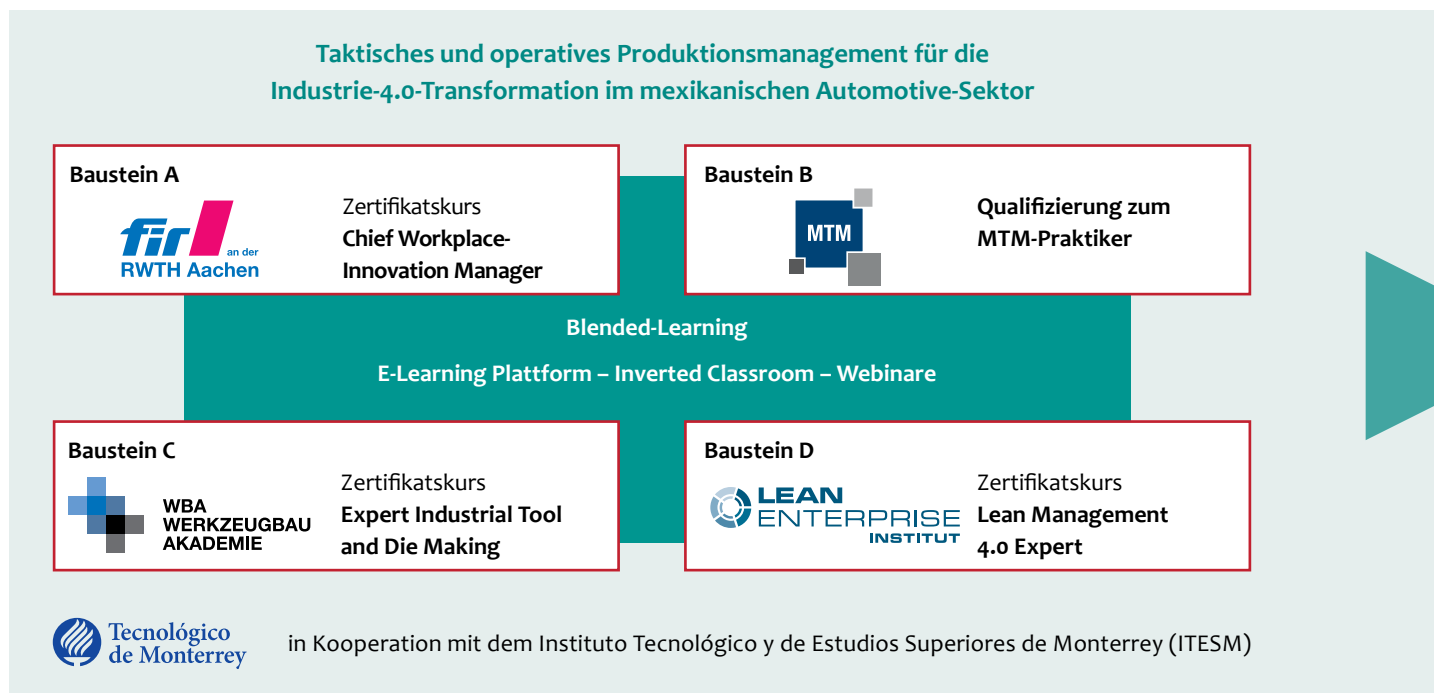 Taktisches und operatives Produktionsmanagement für die
Industrie-4.0-Transformation im mexikanischen Automotive-Sektor
Baustein A
fir
an der
RWTH Aachen
Zertifikatskurs
Chief Workplace-
Innovation Manager
Baustein B
MTM
Qualifizierung zum
MTM-Praktiker
Blended-Learning
E-Learning Plattform – Inverted Classroom – Webinare
Baustein C
WBA
WERKZEUGBAU
AKADEMIE
Zertifikatskurs
Expert Industrial Tool
and Die Making
Baustein D
LEAN
ENTERPRISE
INSTITUT
Zertifikatskurs
Lean Management
4.0 Expert
Tecnológico
de Monterrey
in Kooperation mit dem Instituto Tecnológico y de Estudios Superiores de Monterrey (ITESM)